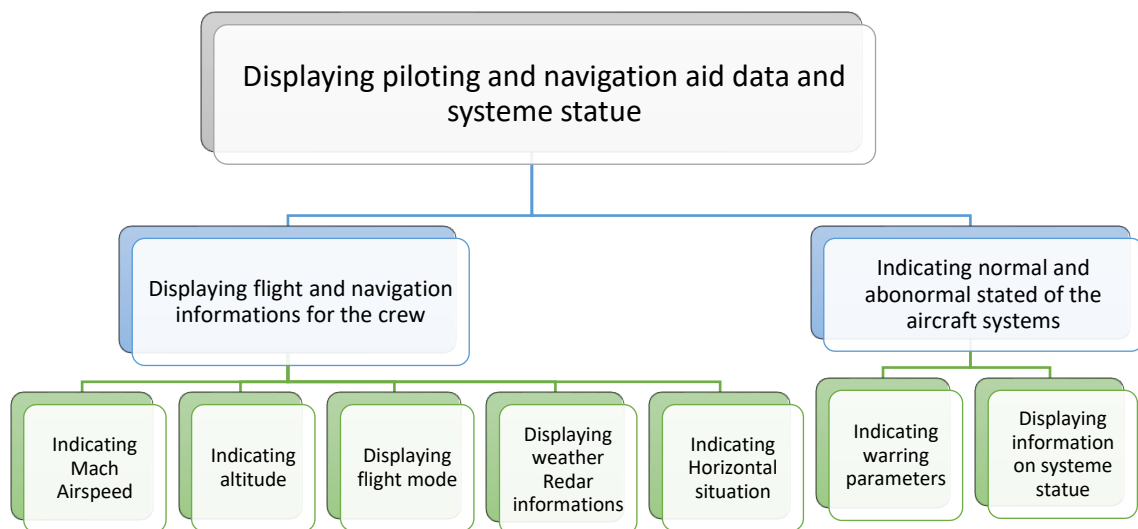 Displaying piloting and navigation aid data and
systeme statue
Displaying flight and navigation
informations for the crew
Indicating normal and
abonormal stated of the
aircraft systems
Indicating
Mach
Airspeed
Indicating
altitude
Displaying
flight mode
Displaying
weather
Redar
informations
Indicating
Horizontal
situation
Indicating
warring
parameters
Displaying
information
on systeme
statue